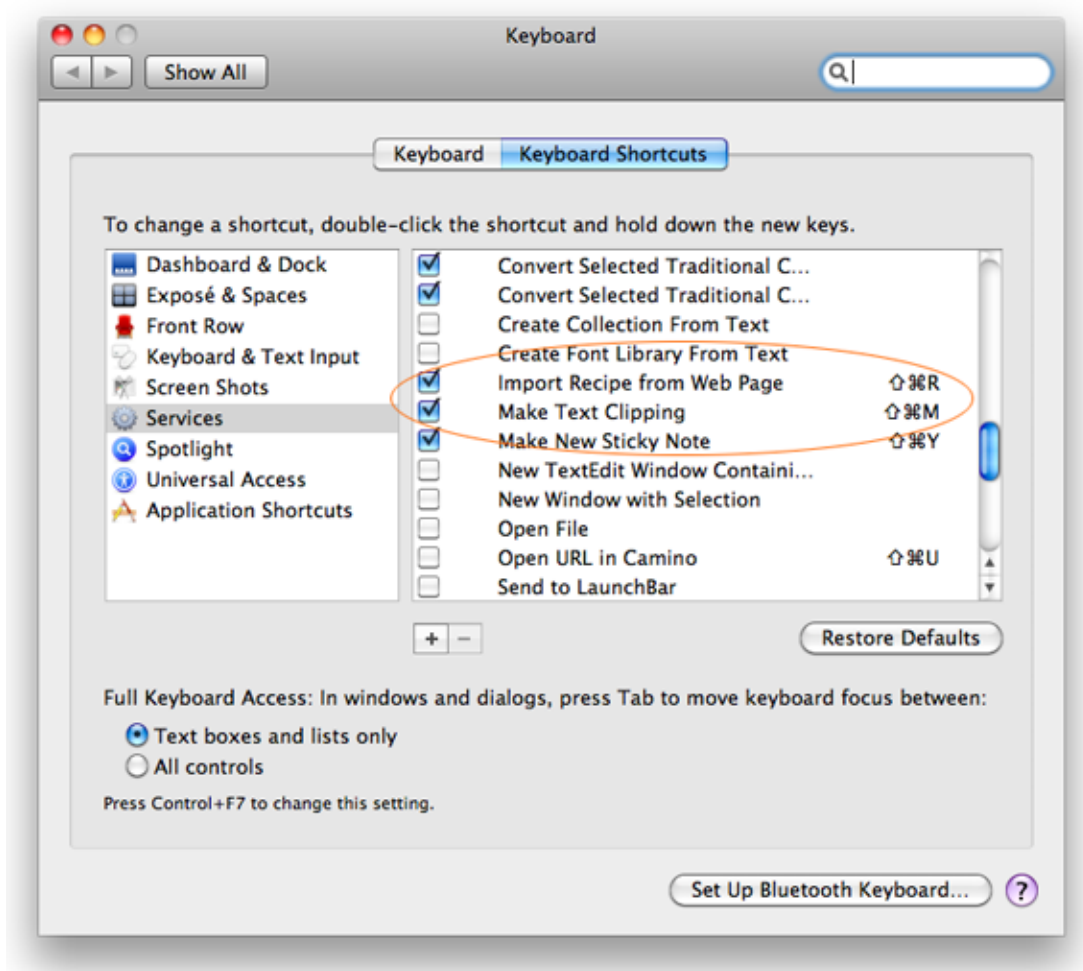 Keyboard
Show All
Keyboard Keyboard Shortcuts
To change a shortcut, double-click the shortcut and hold down the new keys.
Dashboard & Dock
Exposé & Spaces
Front Row
Keyboard & Text Input
Screen Shots
Services
Spotlight
Universal Access
Application Shortcuts
Convert Selected Traditional C...
Convert Selected Traditional C...
Create Collection From Text
Create Font Library From Text
Import Recipe from Web Page ⇧⌘R
Make Text Clipping ⇧⌘M
Make New Sticky Note ⇧⌘Y
New TextEdit Window Containi...
New Window with Selection
Open File
Open URL in Camino ⇧⌘U
Send to LaunchBar
+ −
Restore Defaults
Full Keyboard Access: In windows and dialogs, press Tab to move keyboard focus between:
Text boxes and lists only
All controls
Press Control+F7 to change this setting.
Set Up Bluetooth Keyboard... ?